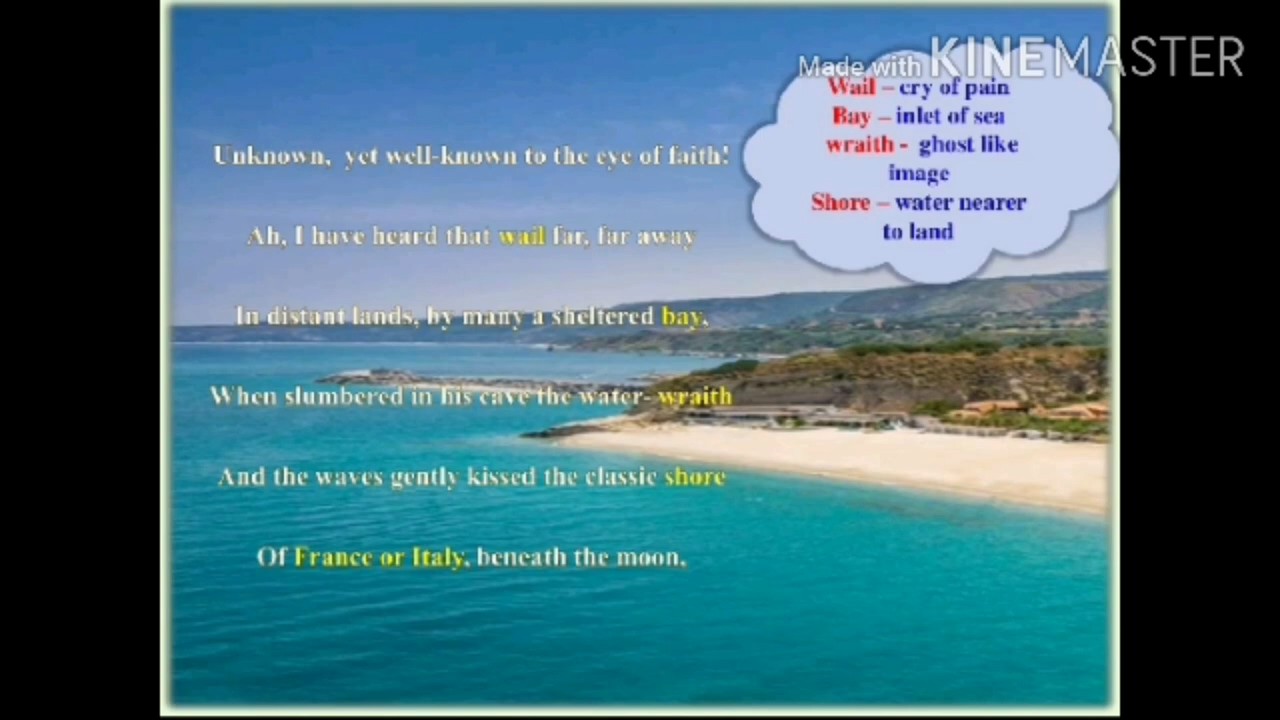 Made with KINEMASTER
Wail – cry of pain
Bay – inlet of sea
wraith - ghost like
image
Shore – water nearer
to land
Unknown, yet well-known to the eye of faith!
Ah, I have heard that wail far, far away
In distant lands, by many a sheltered bay,
When slumbered in his cave the water- wraith
And the waves gently kissed the classic shore
Of France or Italy, beneath the moon,